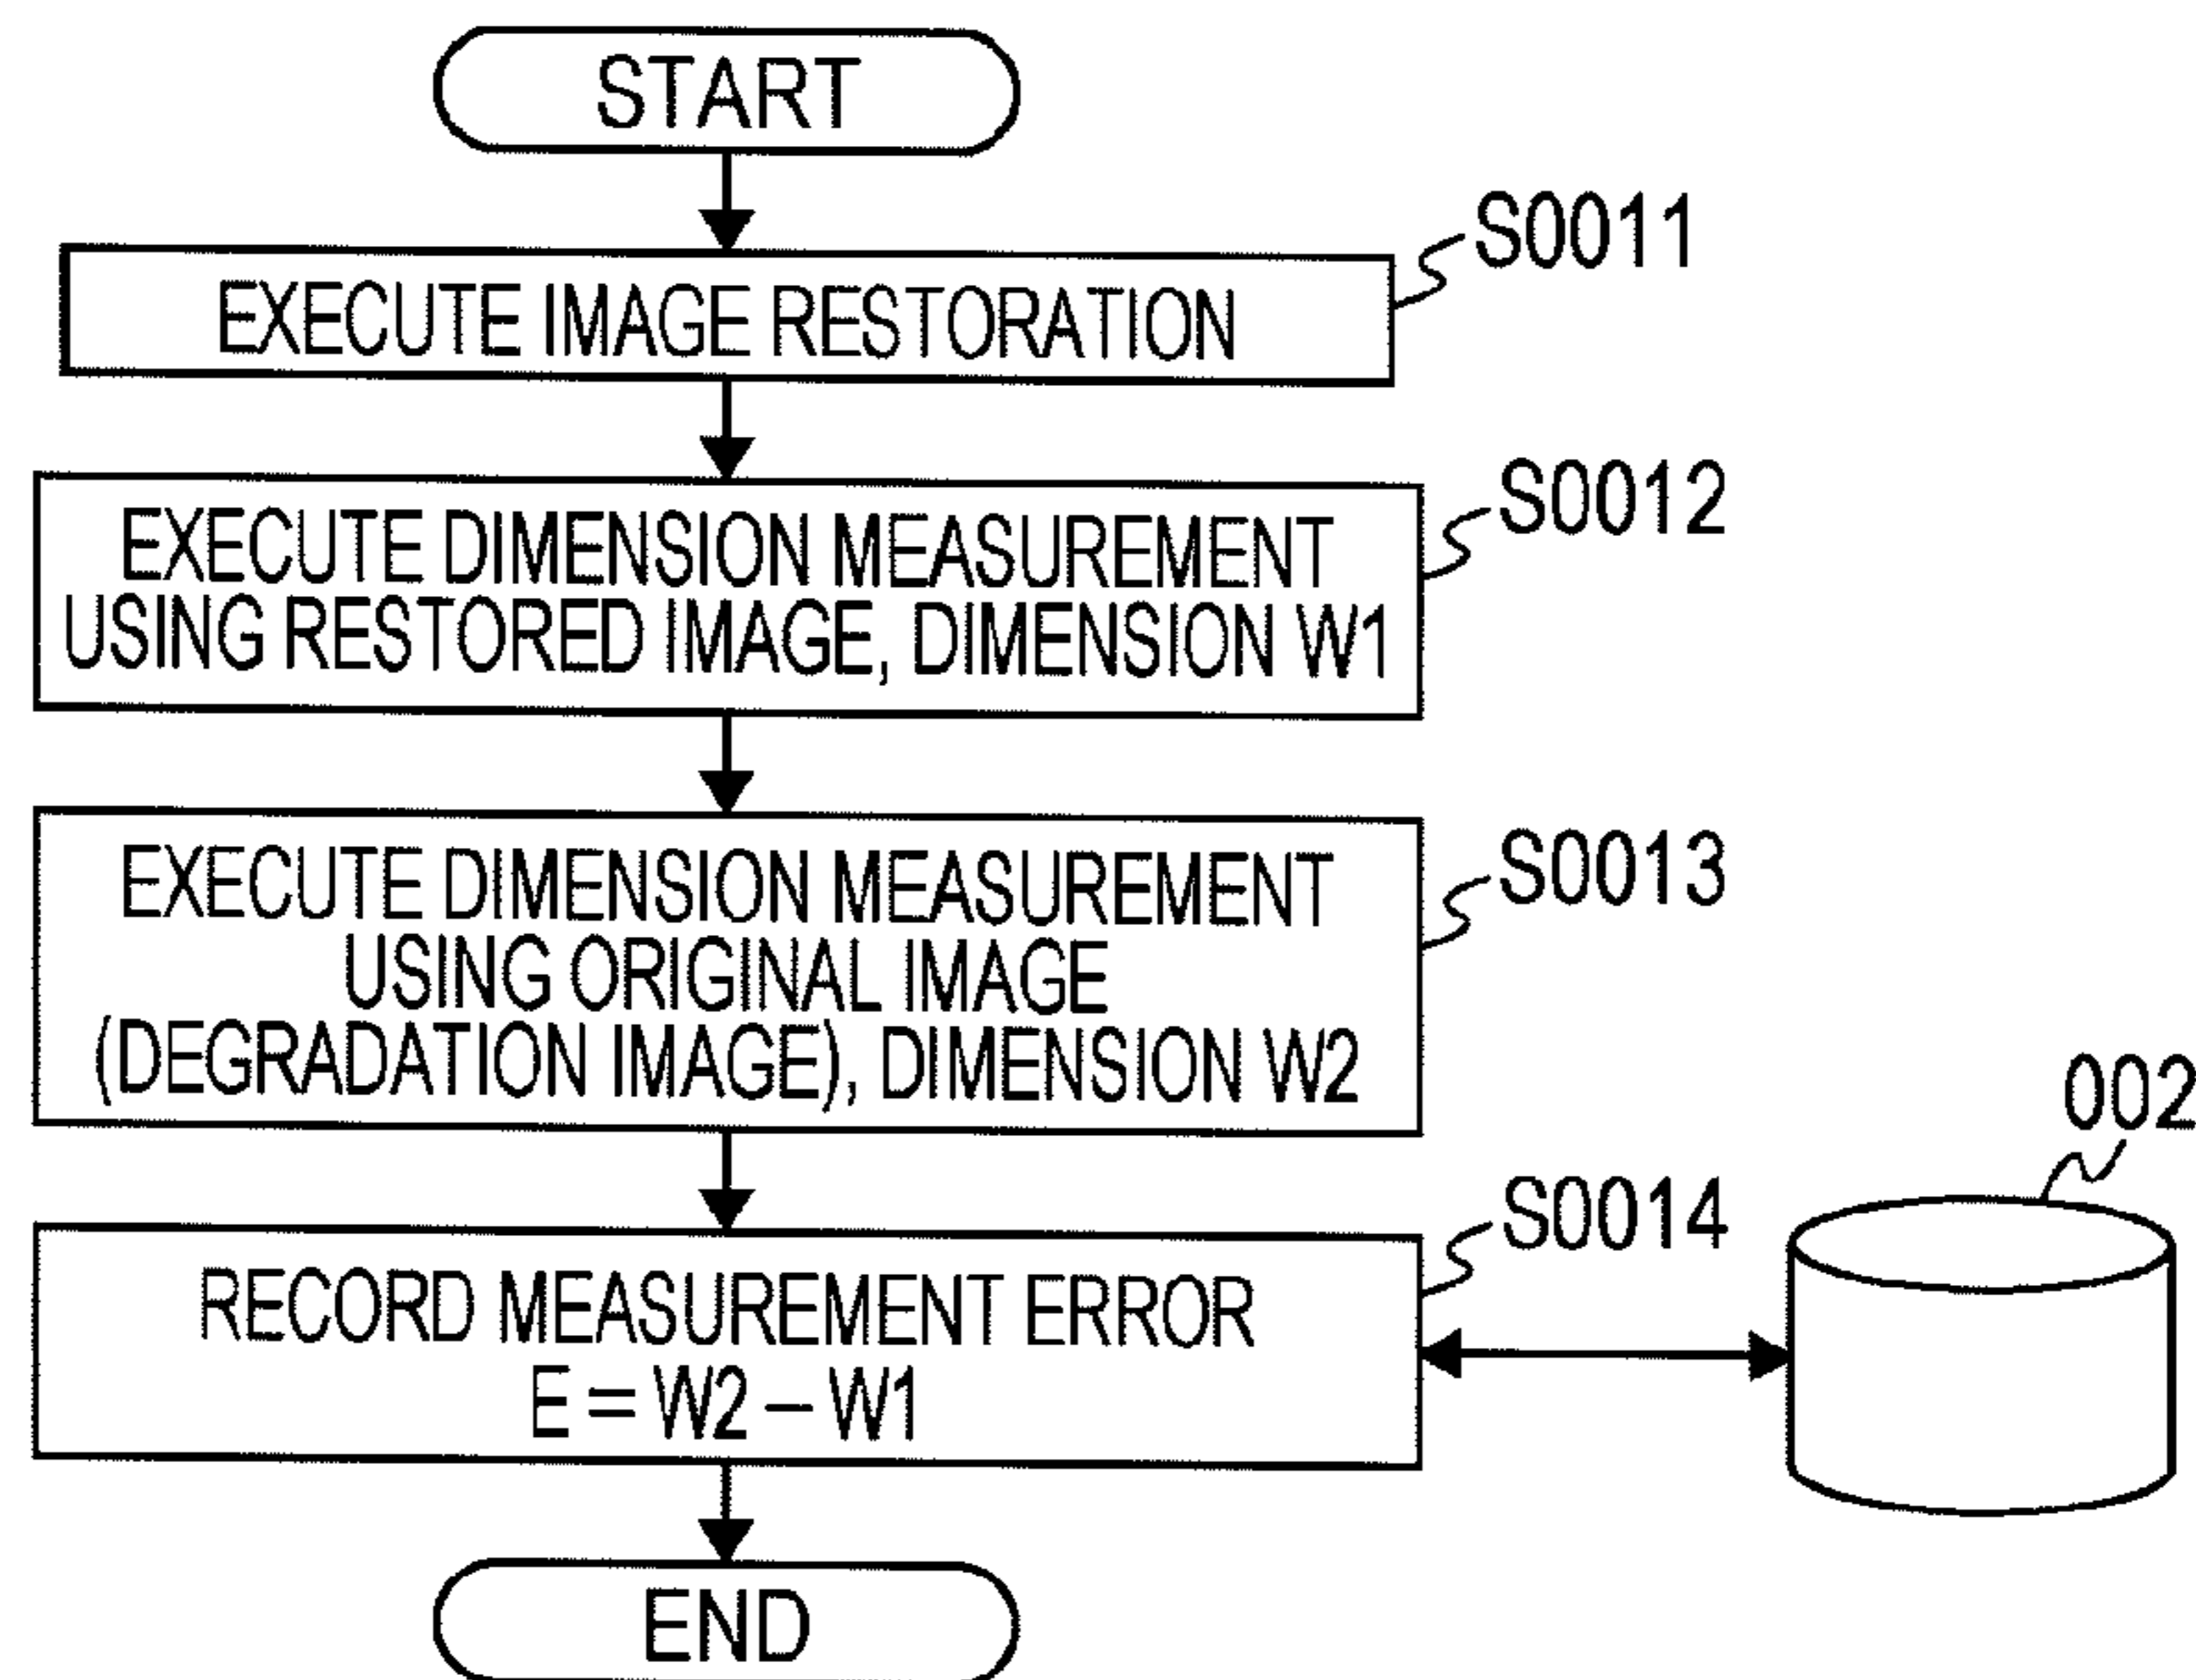 START
S0011
EXECUTE IMAGE RESTORATION
S0012
EXECUTE DIMENSION MEASUREMENT
USING RESTORED IMAGE, DIMENSION W1
S0013
EXECUTE DIMENSION MEASUREMENT
USING ORIGINAL IMAGE
(DEGRADATION IMAGE), DIMENSION W2
002
S0014
RECORD MEASUREMENT ERROR
E = W2 – W1
END